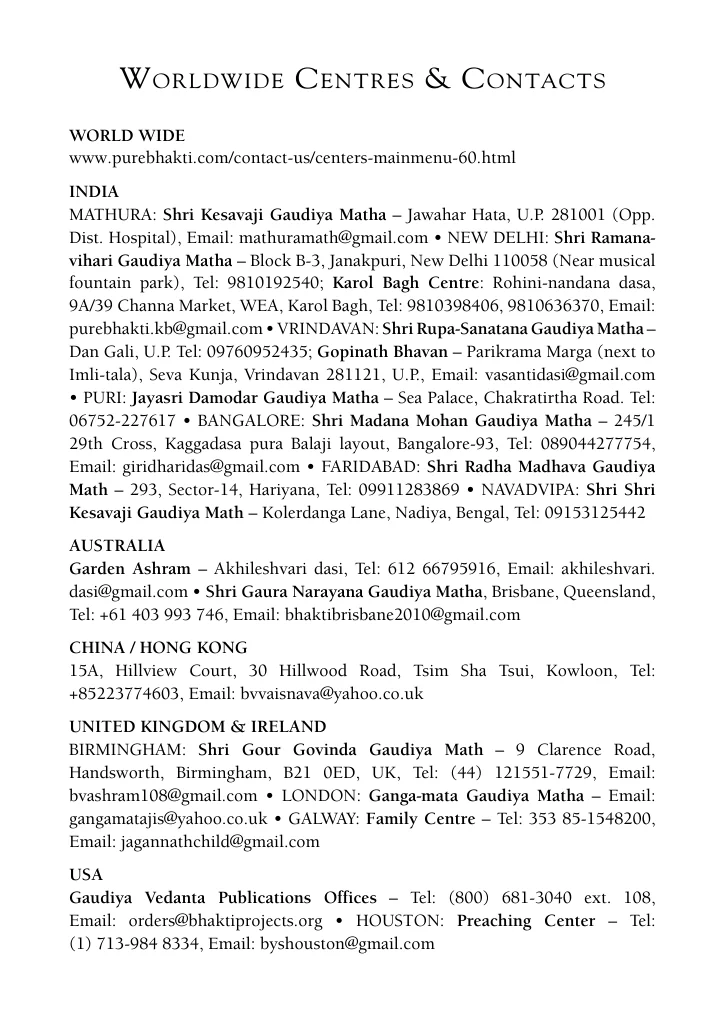 Worldwide Centres & Contacts
WORLD WIDE
www.purebhakti.com/contact-us/centers-mainmenu-60.html
INDIA
MATHURA: Shri Kesavaji Gaudiya Matha – Jawahar Hata, U.P. 281001 (Opp.
Dist. Hospital), Email: mathuramath@gmail.com • NEW DELHI: Shri Ramana-
vihari Gaudiya Matha – Block B-3, Janakpuri, New Delhi 110058 (Near musical
fountain park), Tel: 9810192540; Karol Bagh Centre: Rohini-nandana dasa,
9A/39 Channa Market, WEA, Karol Bagh, Tel: 9810398406, 9810636370, Email:
purebhakti.kb@gmail.com • VRINDAVAN: Shri Rupa-Sanatana Gaudiya Matha –
Dan Gali, U.P. Tel: 09760952435; Gopinath Bhavan – Parikrama Marga (next to
Imli-tala), Seva Kunja, Vrindavan 281121, U.P., Email: vasantidasi@gmail.com
• PURI: Jayasri Damodar Gaudiya Matha – Sea Palace, Chakratirtha Road. Tel:
06752-227617 • BANGALORE: Shri Madana Mohan Gaudiya Matha – 245/1
29th Cross, Kaggadasa pura Balaji layout, Bangalore-93, Tel: 089044277754,
Email: giridharidas@gmail.com • FARIDABAD: Shri Radha Madhava Gaudiya
Math – 293, Sector-14, Hariyana, Tel: 09911283869 • NAVADVIPA: Shri Shri
Kesavaji Gaudiya Math – Kolerdanga Lane, Nadiya, Bengal, Tel: 09153125442
AUSTRALIA
Garden Ashram – Akhileshvari dasi, Tel: 612 66795916, Email: akhileshvari.
dasi@gmail.com • Shri Gaura Narayana Gaudiya Matha, Brisbane, Queensland,
Tel: +61 403 993 746, Email: bhaktibrisbane2010@gmail.com
CHINA / HONG KONG
15A, Hillview Court, 30 Hillwood Road, Tsim Sha Tsui, Kowloon, Tel:
+85223774603, Email: bvvaisnava@yahoo.co.uk
UNITED KINGDOM & IRELAND
BIRMINGHAM: Shri Gour Govinda Gaudiya Math – 9 Clarence Road,
Handsworth, Birmingham, B21 0ED, UK, Tel: (44) 121551-7729, Email:
bvashram108@gmail.com • LONDON: Ganga-mata Gaudiya Matha – Email:
gangamatajis@yahoo.co.uk • GALWAY: Family Centre – Tel: 353 85-1548200,
Email: jagannathchild@gmail.com
USA
Gaudiya Vedanta Publications Offices – Tel: (800) 681-3040 ext. 108,
Email: orders@bhaktiprojects.org • HOUSTON: Preaching Center – Tel:
(1) 713-984 8334, Email: byshouston@gmail.com